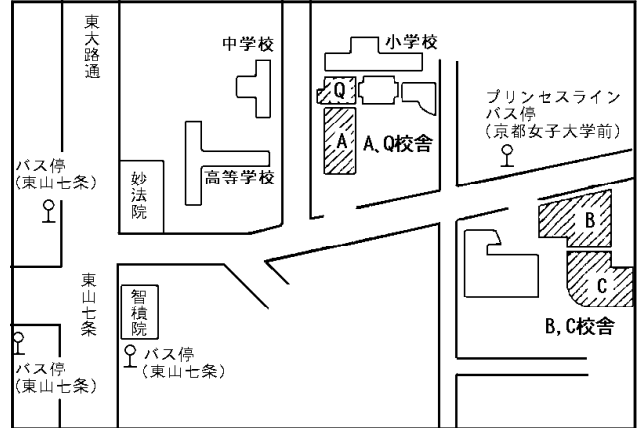 東大路通
中学校
小学校
Q
A
A、Q校舎
プリンセスライン
バス停
(京都女子大学前)
バス停
(東山七条)
妙法院
高等学校
B
C
B,C校舎
東山七条
智積院
バス停
(東山七条)
バス停
(東山七条)